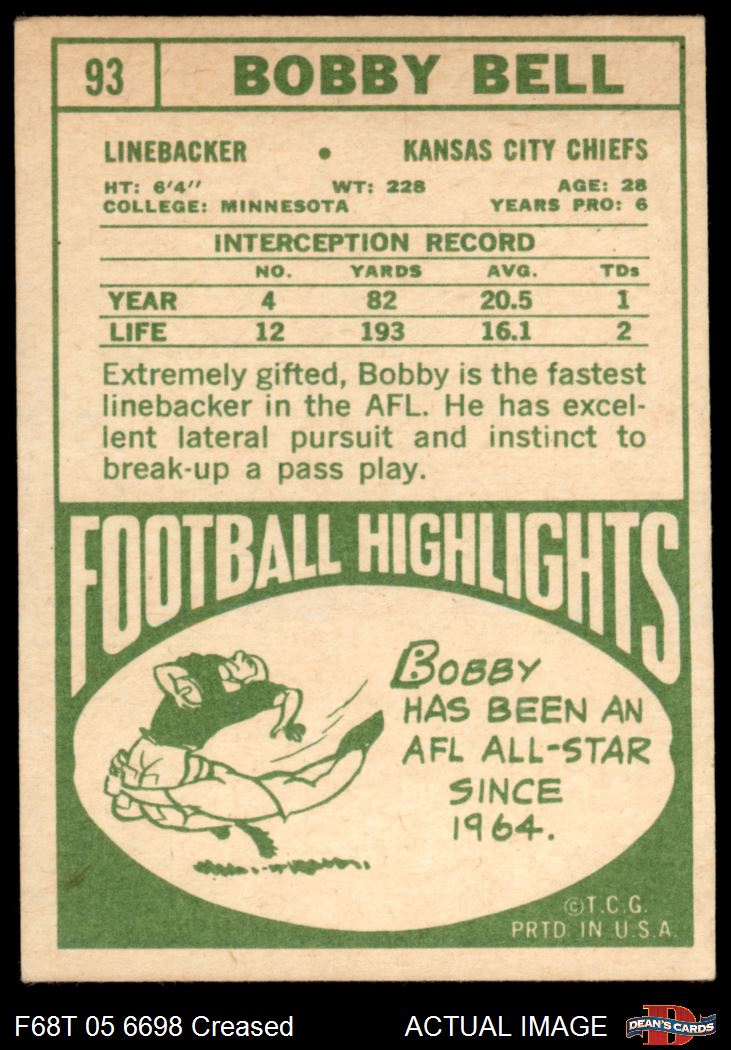 93 BOBBY BELL
LINEBACKER • KANSAS CITY CHIEFS
HT: 6'4" WT: 228 AGE: 28
COLLEGE: MINNESOTA YEARS PRO: 6
INTERCEPTION RECORD
NO. YARDS AVG. TDs
YEAR 4 82 20.5 1
LIFE 12 193 16.1 2
Extremely gifted, Bobby is the fastest
linebacker in the AFL. He has excel-
lent lateral pursuit and instinct to
break-up a pass play.
FOOTBALL HIGHLIGHTS
BOBBY
HAS BEEN AN
AFL ALL-STAR
SINCE
1964.
©T.C.G.
PRTD. IN U.S.A.
F68T 05 6698 Creased ACTUAL IMAGE DEAN'S CARDS